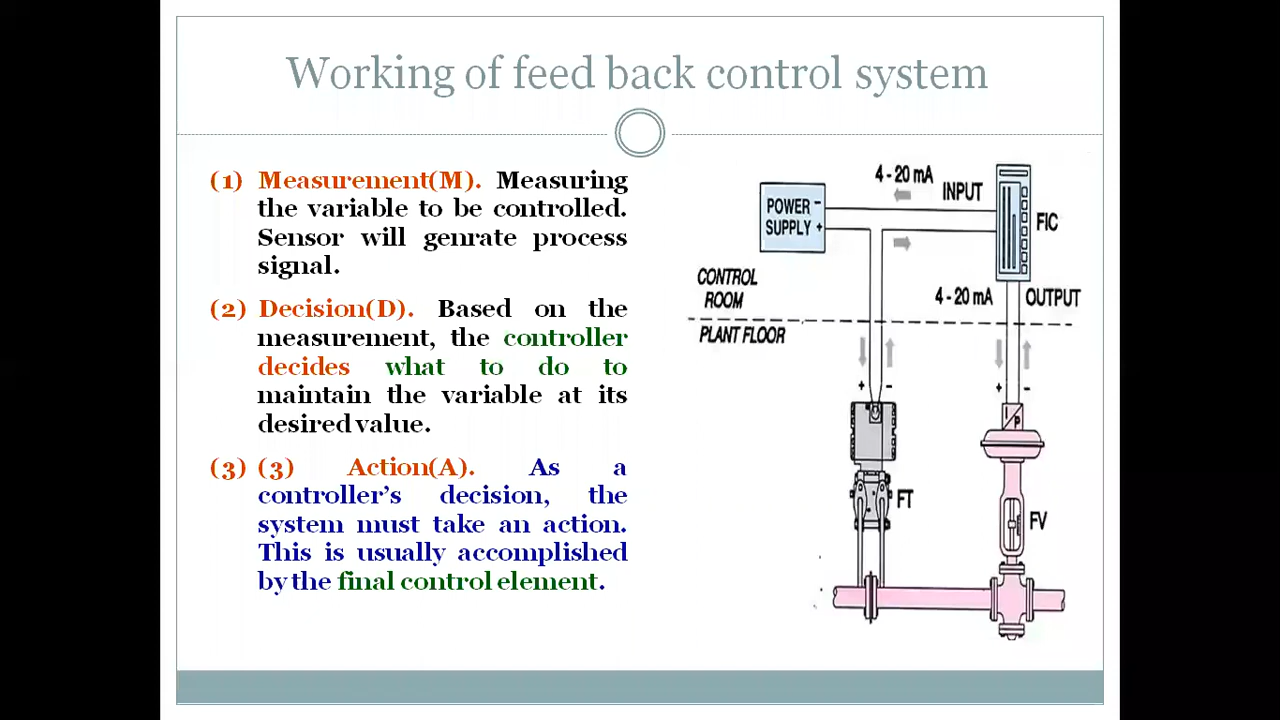 Working of feed back control system
(1) Measurement(M). Measuring
the variable to be controlled.
Sensor will genrate process
signal.
(2) Decision(D). Based on the
measurement, the controller
decides what to do to
maintain the variable at its
desired value.
(3) (3) Action(A). As a
controller's decision, the
system must take an action.
This is usually accomplished
by the final control element.
4 - 20 mA
INPUT
POWER -
SUPPLY +
FIC
CONTROL
ROOM
4 - 20 mA OUTPUT
PLANT FLOOR
+ -
+ -
I
P
FT
FV